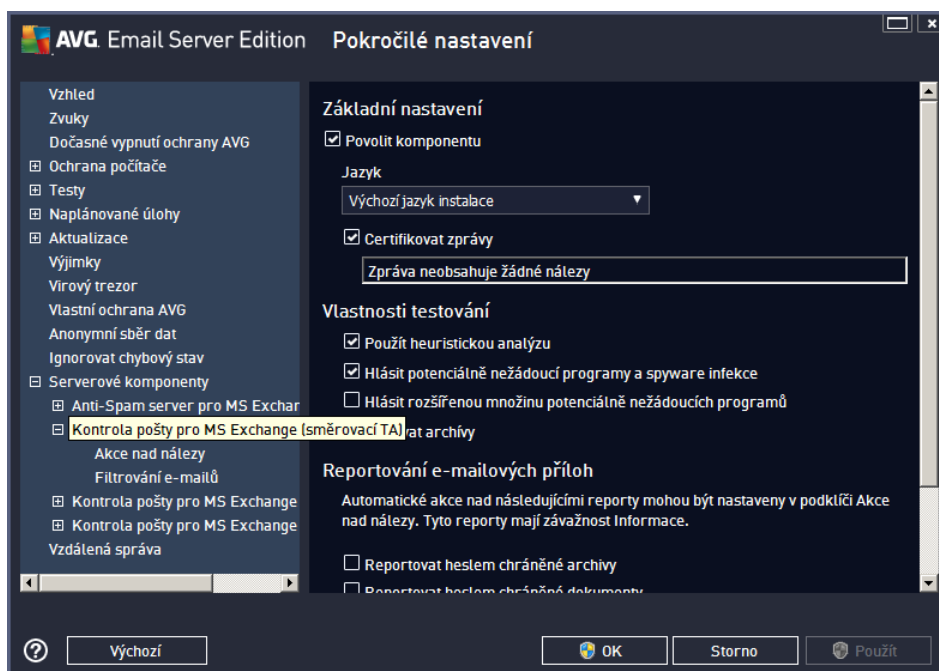 AVG. Email Server Edition Pokročilé nastavení
Vzhled
Zvuky
Dočasné vypnutí ochrany AVG
Ochrana počítače
Testy
Naplánované úlohy
Aktualizace
Výjimky
Virový trezor
Vlastní ochrana AVG
Anonymní sběr dat
Ignorovat chybový stav
Serverové komponenty
Anti-Spam server pro MS Exchar
Kontrola pošty pro MS Exchange (směrovací TA)
Akce nad nálezy
Filtrování e-mailů
Kontrola pošty pro MS Exchange
Kontrola pošty pro MS Exchange
Vzdálená správa
Základní nastavení
Povolit komponentu
Jazyk
Výchozí jazyk instalace
Certifikovat zprávy
Zpráva neobsahuje žádné nálezy
Vlastnosti testování
Použít heuristickou analýzu
Hlásit potenciálně nežádoucí programy a spyware infekce
Hlásit rozšířenou množinu potenciálně nežádoucích programů
vat archívy
Reportování e-mailových příloh
Automatické akce nad následujícími reporty mohou být nastaveny v podklíči Akce
nad nálezy. Tyto reporty mají závažnost Informace.
Reportovat heslem chráněné archivy
Reportovat heslem chráněné dokumenty
Výchozí
OK
Storno
Použít